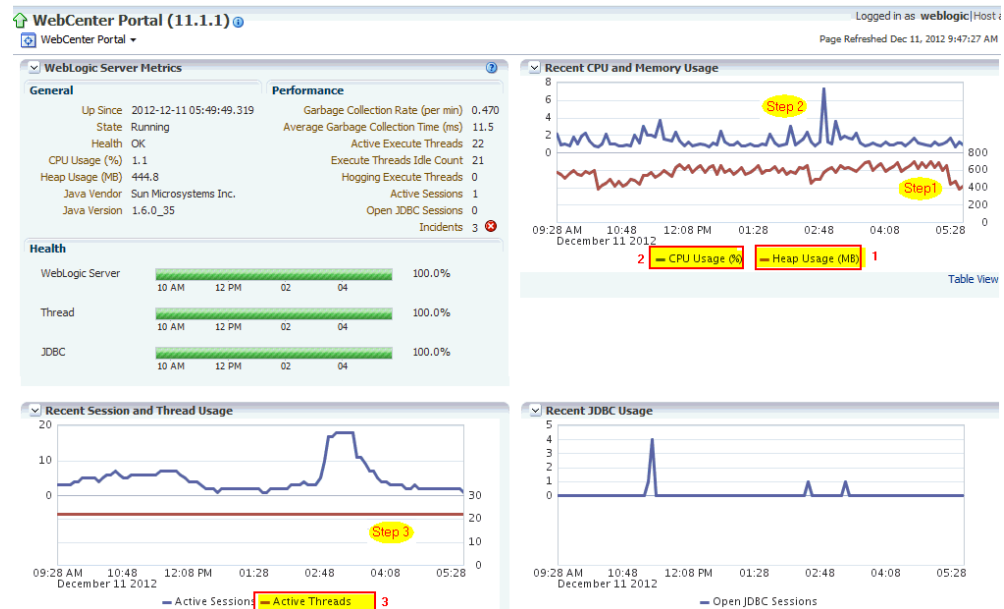 WebCenter Portal (11.1.1)
Logged in as weblogic|Host
WebCenter Portal
Page Refreshed Dec 11, 2012 9:47:27 AM
WebLogic Server Metrics
General
Up Since 2012-12-11 05:49:49.319
State Running
Health OK
CPU Usage (%) 1.1
Heap Usage (MB) 444.8
Java Vendor Sun Microsystems Inc.
Java Version 1.6.0_35
Performance
Garbage Collection Rate (per min) 0.470
Average Garbage Collection Time (ms) 11.5
Active Execute Threads 22
Execute Threads Idle Count 21
Hogging Execute Threads 0
Active Sessions 1
Open JDBC Sessions 0
Incidents 3
Health
WebLogic Server 100.0%
10 AM 12 PM 02 04
Thread 100.0%
10 AM 12 PM 02 04
JDBC 100.0%
10 AM 12 PM 02 04
Recent CPU and Memory Usage
8
6
4
2
0
Step 2
800
600
400
200
0
Step1
09:28 AM 10:48 12:08 PM 01:28 02:48 04:08 05:28
December 11 2012
2 CPU Usage (%) Heap Usage (MB) 1
Table View
Recent Session and Thread Usage
20
10
0
30
20
10
0
Step 3
09:28 AM 10:48 12:08 PM 01:28 02:48 04:08 05:28
December 11 2012
Active Sessions Active Threads 3
Recent JDBC Usage
5
4
3
2
1
0
09:28 AM 10:48 12:08 PM 01:28 02:48 04:08 05:28
December 11 2012
Open JDBC Sessions